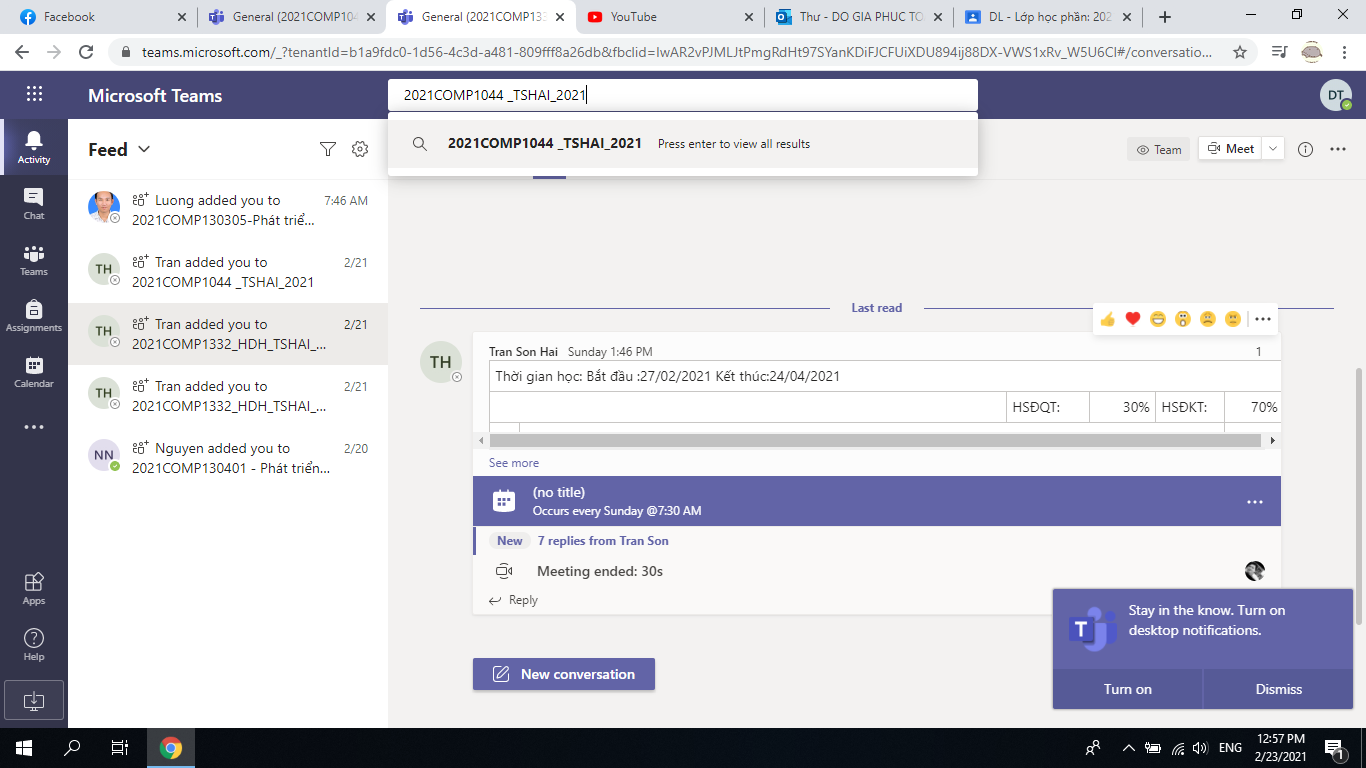 Facebook
General (2021COMP104
General (2021COMP133
YouTube
Thư - DO GIA PHUC TO
DL - Lớp học phần: 202
teams.microsoft.com/_?tenantId=b1a9fdc0-1d56-4c3d-a481-809fff8a26db&fbclid=IwAR2vPJMLJtPmgRdHt97SYanKDiFJCFUiXDU894ij88DX-VWS1xRv_W5U6CI#/conversatio...
Microsoft Teams
2021COMP1044 _TSHAI_2021
DT
2021COMP1044 _TSHAI_2021 Press enter to view all results
Activity
Chat
Teams
Assignments
Calendar
Apps
Help
Feed
Team
Meet
Luong added you to 7:46 AM
2021COMP130305-Phát triể...
TH
Tran added you to 2/21
2021COMP1044 _TSHAI_2021
TH
Tran added you to 2/21
2021COMP1332_HDH_TSHAI_...
TH
Tran added you to 2/21
2021COMP1332_HDH_TSHAI_...
NN
Nguyen added you to 2/20
2021COMP130401 - Phát triển...
Last read
TH
Tran Son Hai Sunday 1:46 PM 1
Thời gian học: Bắt đầu :27/02/2021 Kết thúc:24/04/2021
HSĐQT: 30% HSĐKT: 70%
See more
(no title)
Occurs every Sunday @7:30 AM
New 7 replies from Tran Son
Meeting ended: 30s
Reply
New conversation
T
Stay in the know. Turn on
desktop notifications.
Turn on Dismiss
ENG
12:57 PM
2/23/2021
1